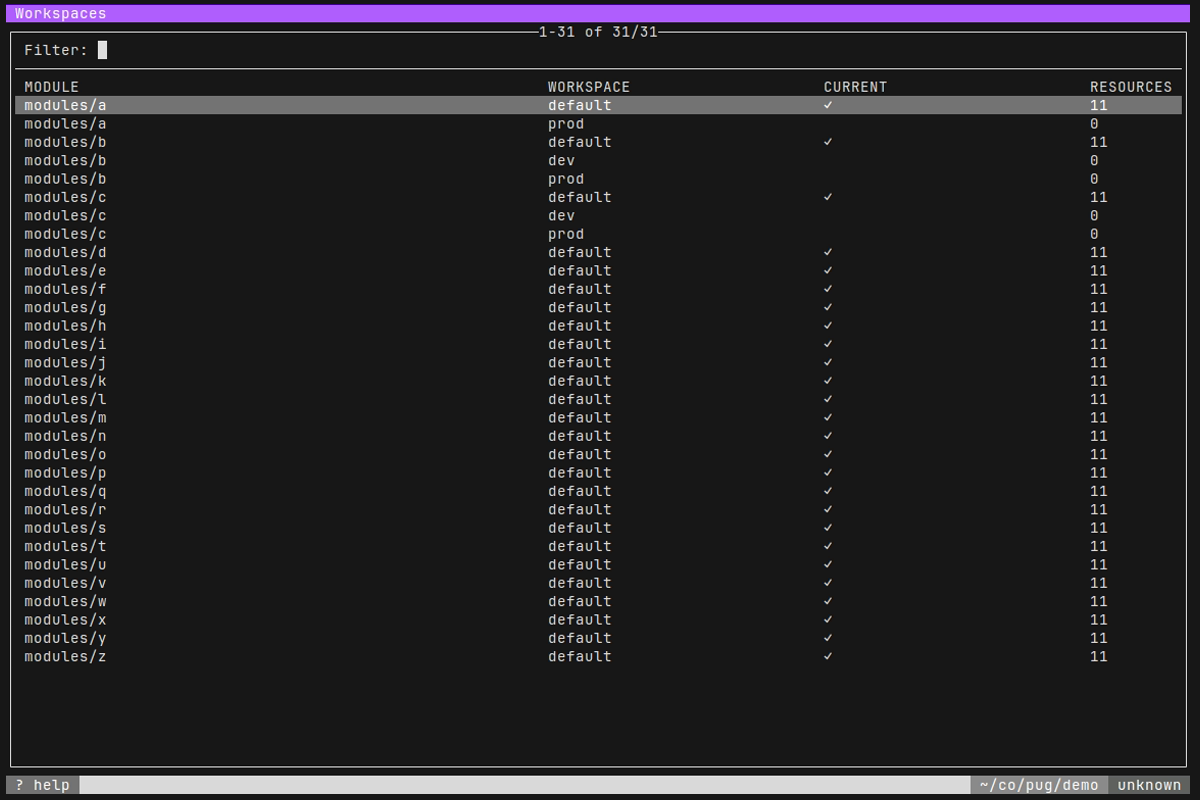 Workspaces
1-31 of 31/31
Filter:
MODULE WORKSPACE CURRENT RESOURCES
modules/a default ✓ 11
modules/a prod 0
modules/b default ✓ 11
modules/b dev 0
modules/b prod 0
modules/c default ✓ 11
modules/c dev 0
modules/c prod 0
modules/d default ✓ 11
modules/e default ✓ 11
modules/f default ✓ 11
modules/g default ✓ 11
modules/h default ✓ 11
modules/i default ✓ 11
modules/j default ✓ 11
modules/k default ✓ 11
modules/l default ✓ 11
modules/m default ✓ 11
modules/n default ✓ 11
modules/o default ✓ 11
modules/p default ✓ 11
modules/q default ✓ 11
modules/r default ✓ 11
modules/s default ✓ 11
modules/t default ✓ 11
modules/u default ✓ 11
modules/v default ✓ 11
modules/w default ✓ 11
modules/x default ✓ 11
modules/y default ✓ 11
modules/z default ✓ 11
? help ~/co/pug/demo unknown